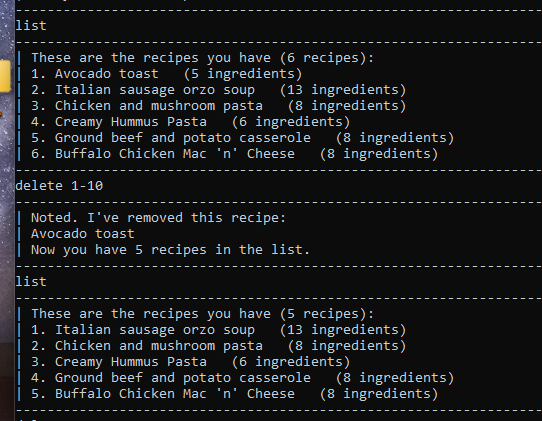 list
| These are the recipes you have (6 recipes):
| 1. Avocado toast   (5 ingredients)
| 2. Italian sausage orzo soup   (13 ingredients)
| 3. Chicken and mushroom pasta   (8 ingredients)
| 4. Creamy Hummus Pasta   (6 ingredients)
| 5. Ground beef and potato casserole   (8 ingredients)
| 6. Buffalo Chicken Mac 'n' Cheese   (8 ingredients)
delete 1-10
| Noted. I've removed this recipe:
| Avocado toast
| Now you have 5 recipes in the list.
list
| These are the recipes you have (5 recipes):
| 1. Italian sausage orzo soup   (13 ingredients)
| 2. Chicken and mushroom pasta   (8 ingredients)
| 3. Creamy Hummus Pasta   (6 ingredients)
| 4. Ground beef and potato casserole   (8 ingredients)
| 5. Buffalo Chicken Mac 'n' Cheese   (8 ingredients)